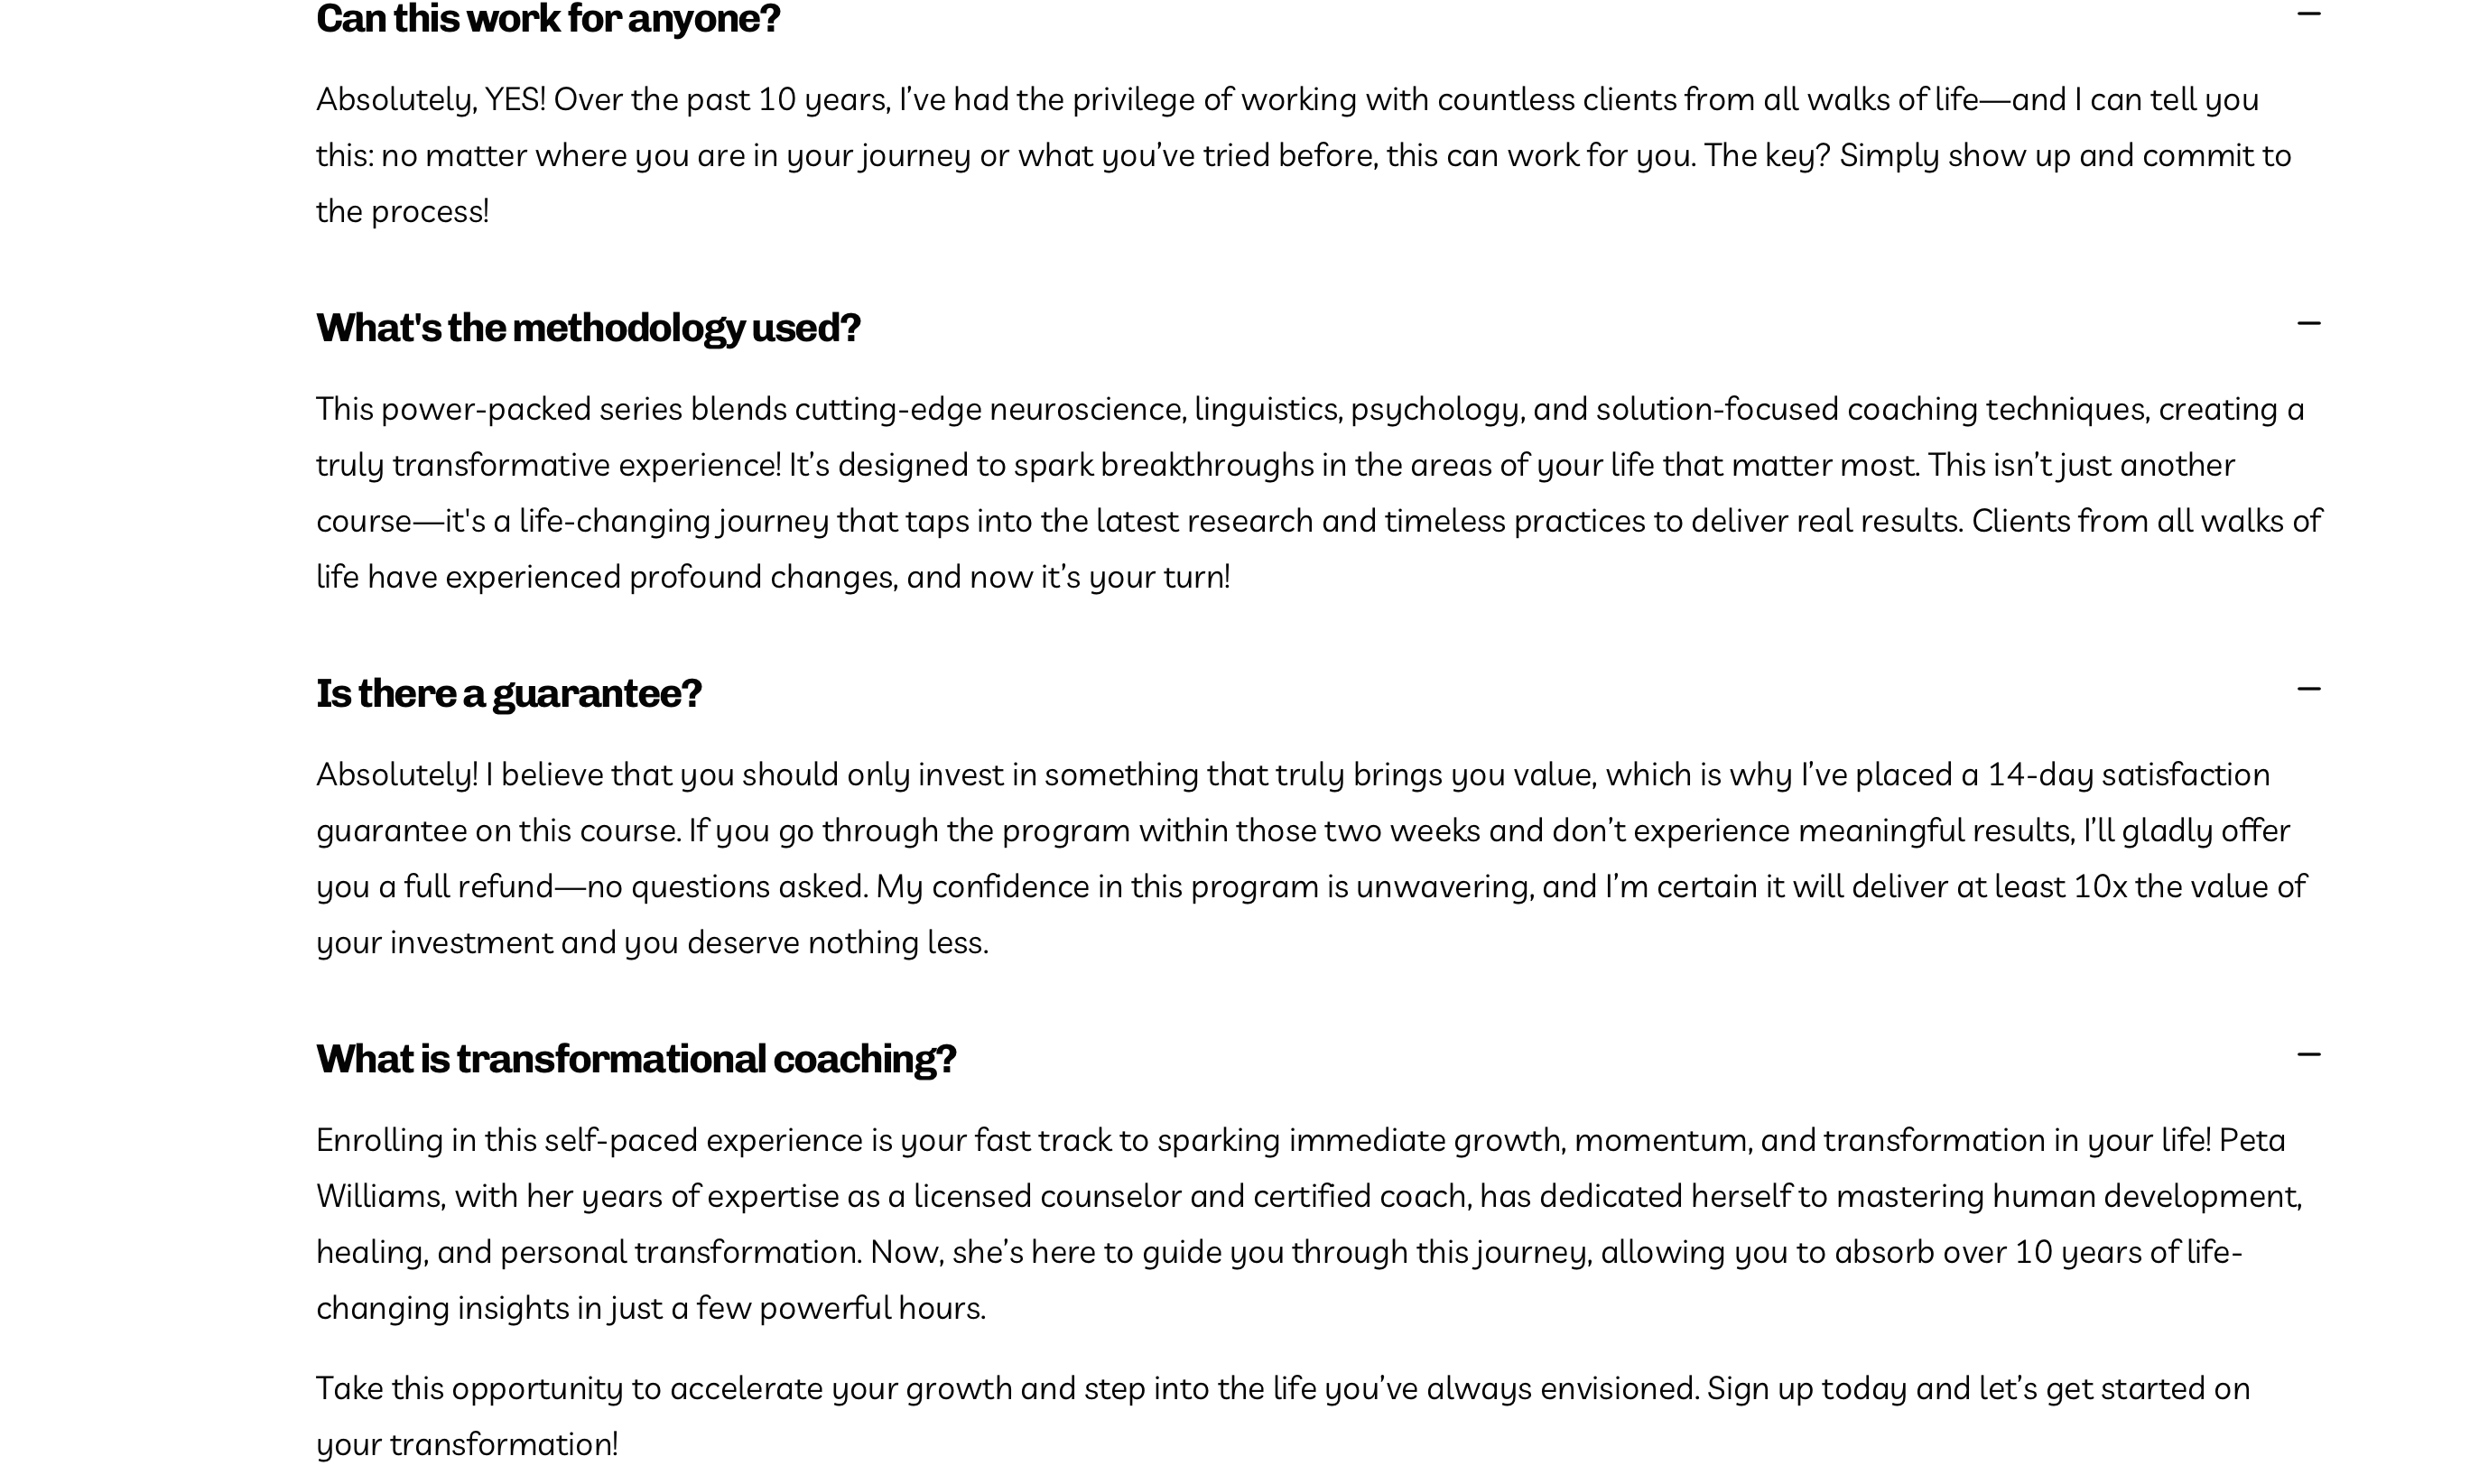 Can this work for anyone?
Absolutely, YES! Over the past 10 years, I’ve had the privilege of working with countless clients from all walks of life—and I can tell you
this: no matter where you are in your journey or what you’ve tried before, this can work for you. The key? Simply show up and commit to
the process!
What's the methodology used?
This power-packed series blends cutting-edge neuroscience, linguistics, psychology, and solution-focused coaching techniques, creating a
truly transformative experience! It’s designed to spark breakthroughs in the areas of your life that matter most. This isn’t just another
course—it's a life-changing journey that taps into the latest research and timeless practices to deliver real results. Clients from all walks of
life have experienced profound changes, and now it’s your turn!
Is there a guarantee?
Absolutely! I believe that you should only invest in something that truly brings you value, which is why I’ve placed a 14-day satisfaction
guarantee on this course. If you go through the program within those two weeks and don’t experience meaningful results, I’ll gladly offer
you a full refund—no questions asked. My confidence in this program is unwavering, and I’m certain it will deliver at least 10x the value of
your investment and you deserve nothing less.
What is transformational coaching?
Enrolling in this self-paced experience is your fast track to sparking immediate growth, momentum, and transformation in your life! Peta
Williams, with her years of expertise as a licensed counselor and certified coach, has dedicated herself to mastering human development,
healing, and personal transformation. Now, she’s here to guide you through this journey, allowing you to absorb over 10 years of life-
changing insights in just a few powerful hours.
Take this opportunity to accelerate your growth and step into the life you’ve always envisioned. Sign up today and let’s get started on
your transformation!